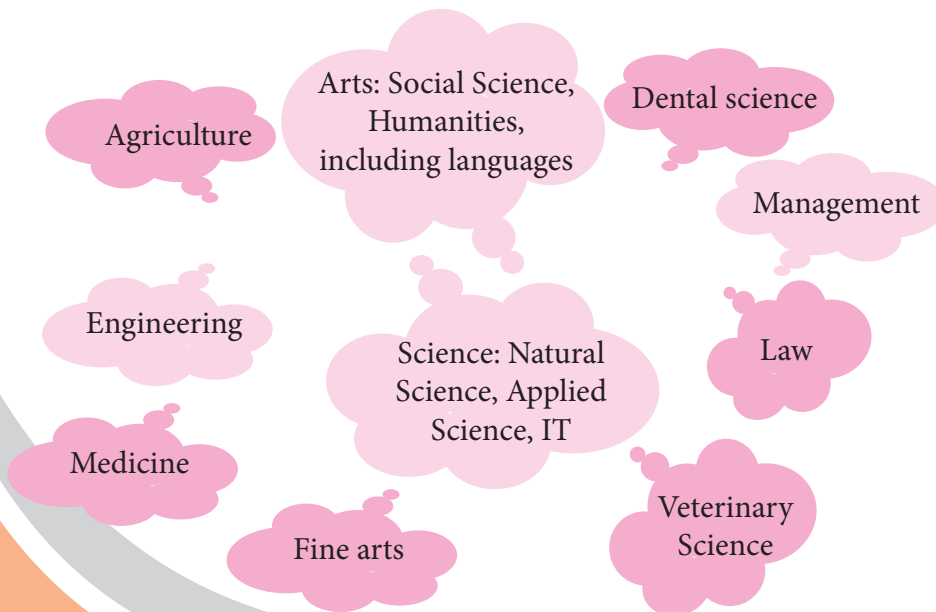 Agriculture
Arts: Social Science,
Humanities,
including languages
Dental science
Management
Engineering
Science: Natural
Science, Applied
Science, IT
Law
Medicine
Fine arts
Veterinary
Science